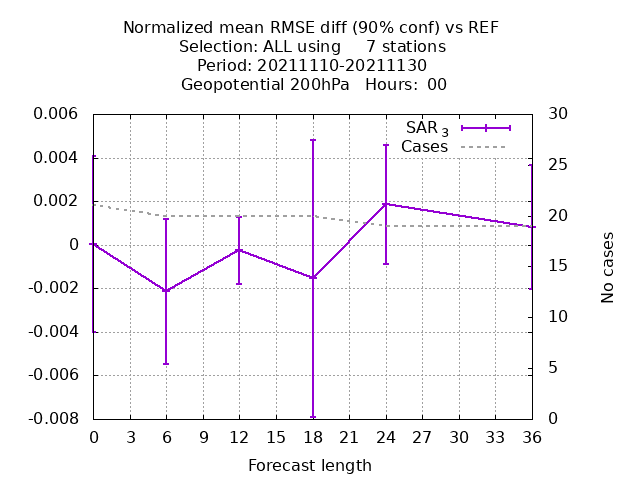 Normalized mean RMSE diff (90% conf) vs REF
Selection: ALL using     7 stations
Period: 20211110-20211130
Geopotential 200hPa   Hours:  00
0.006
0.004
0.002
0
-0.002
-0.004
-0.006
-0.008
30
25
20
15
10
5
0
SAR 3
Cases
No cases
0 3 6 9 12 15 18 21 24 27 30 33 36
Forecast length